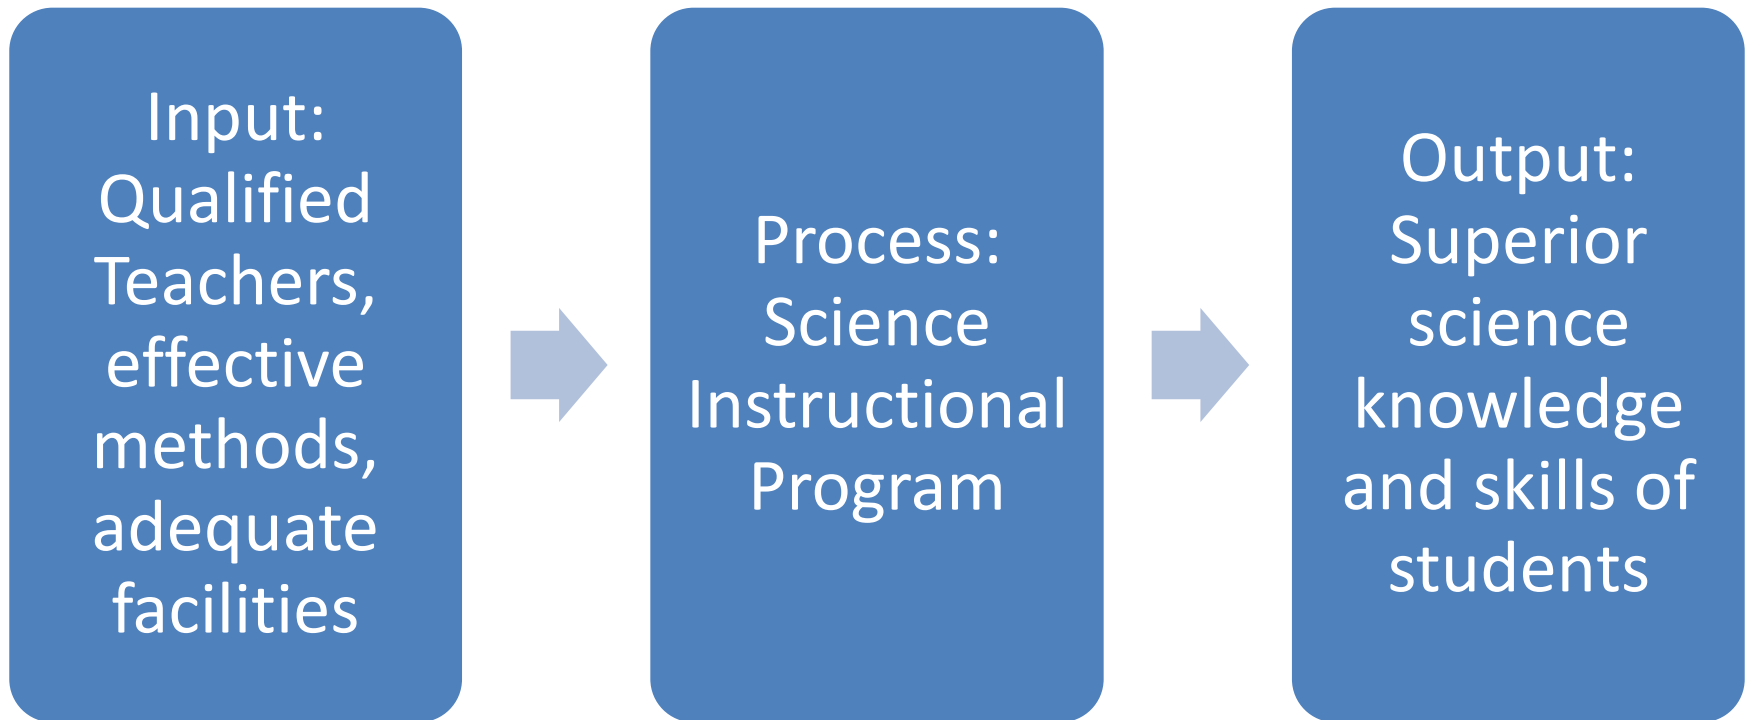 Input:
Qualified
Teachers,
effective
methods,
adequate
facilities
Process:
Science
Instructional
Program
Output:
Superior
science
knowledge
and skills of
students